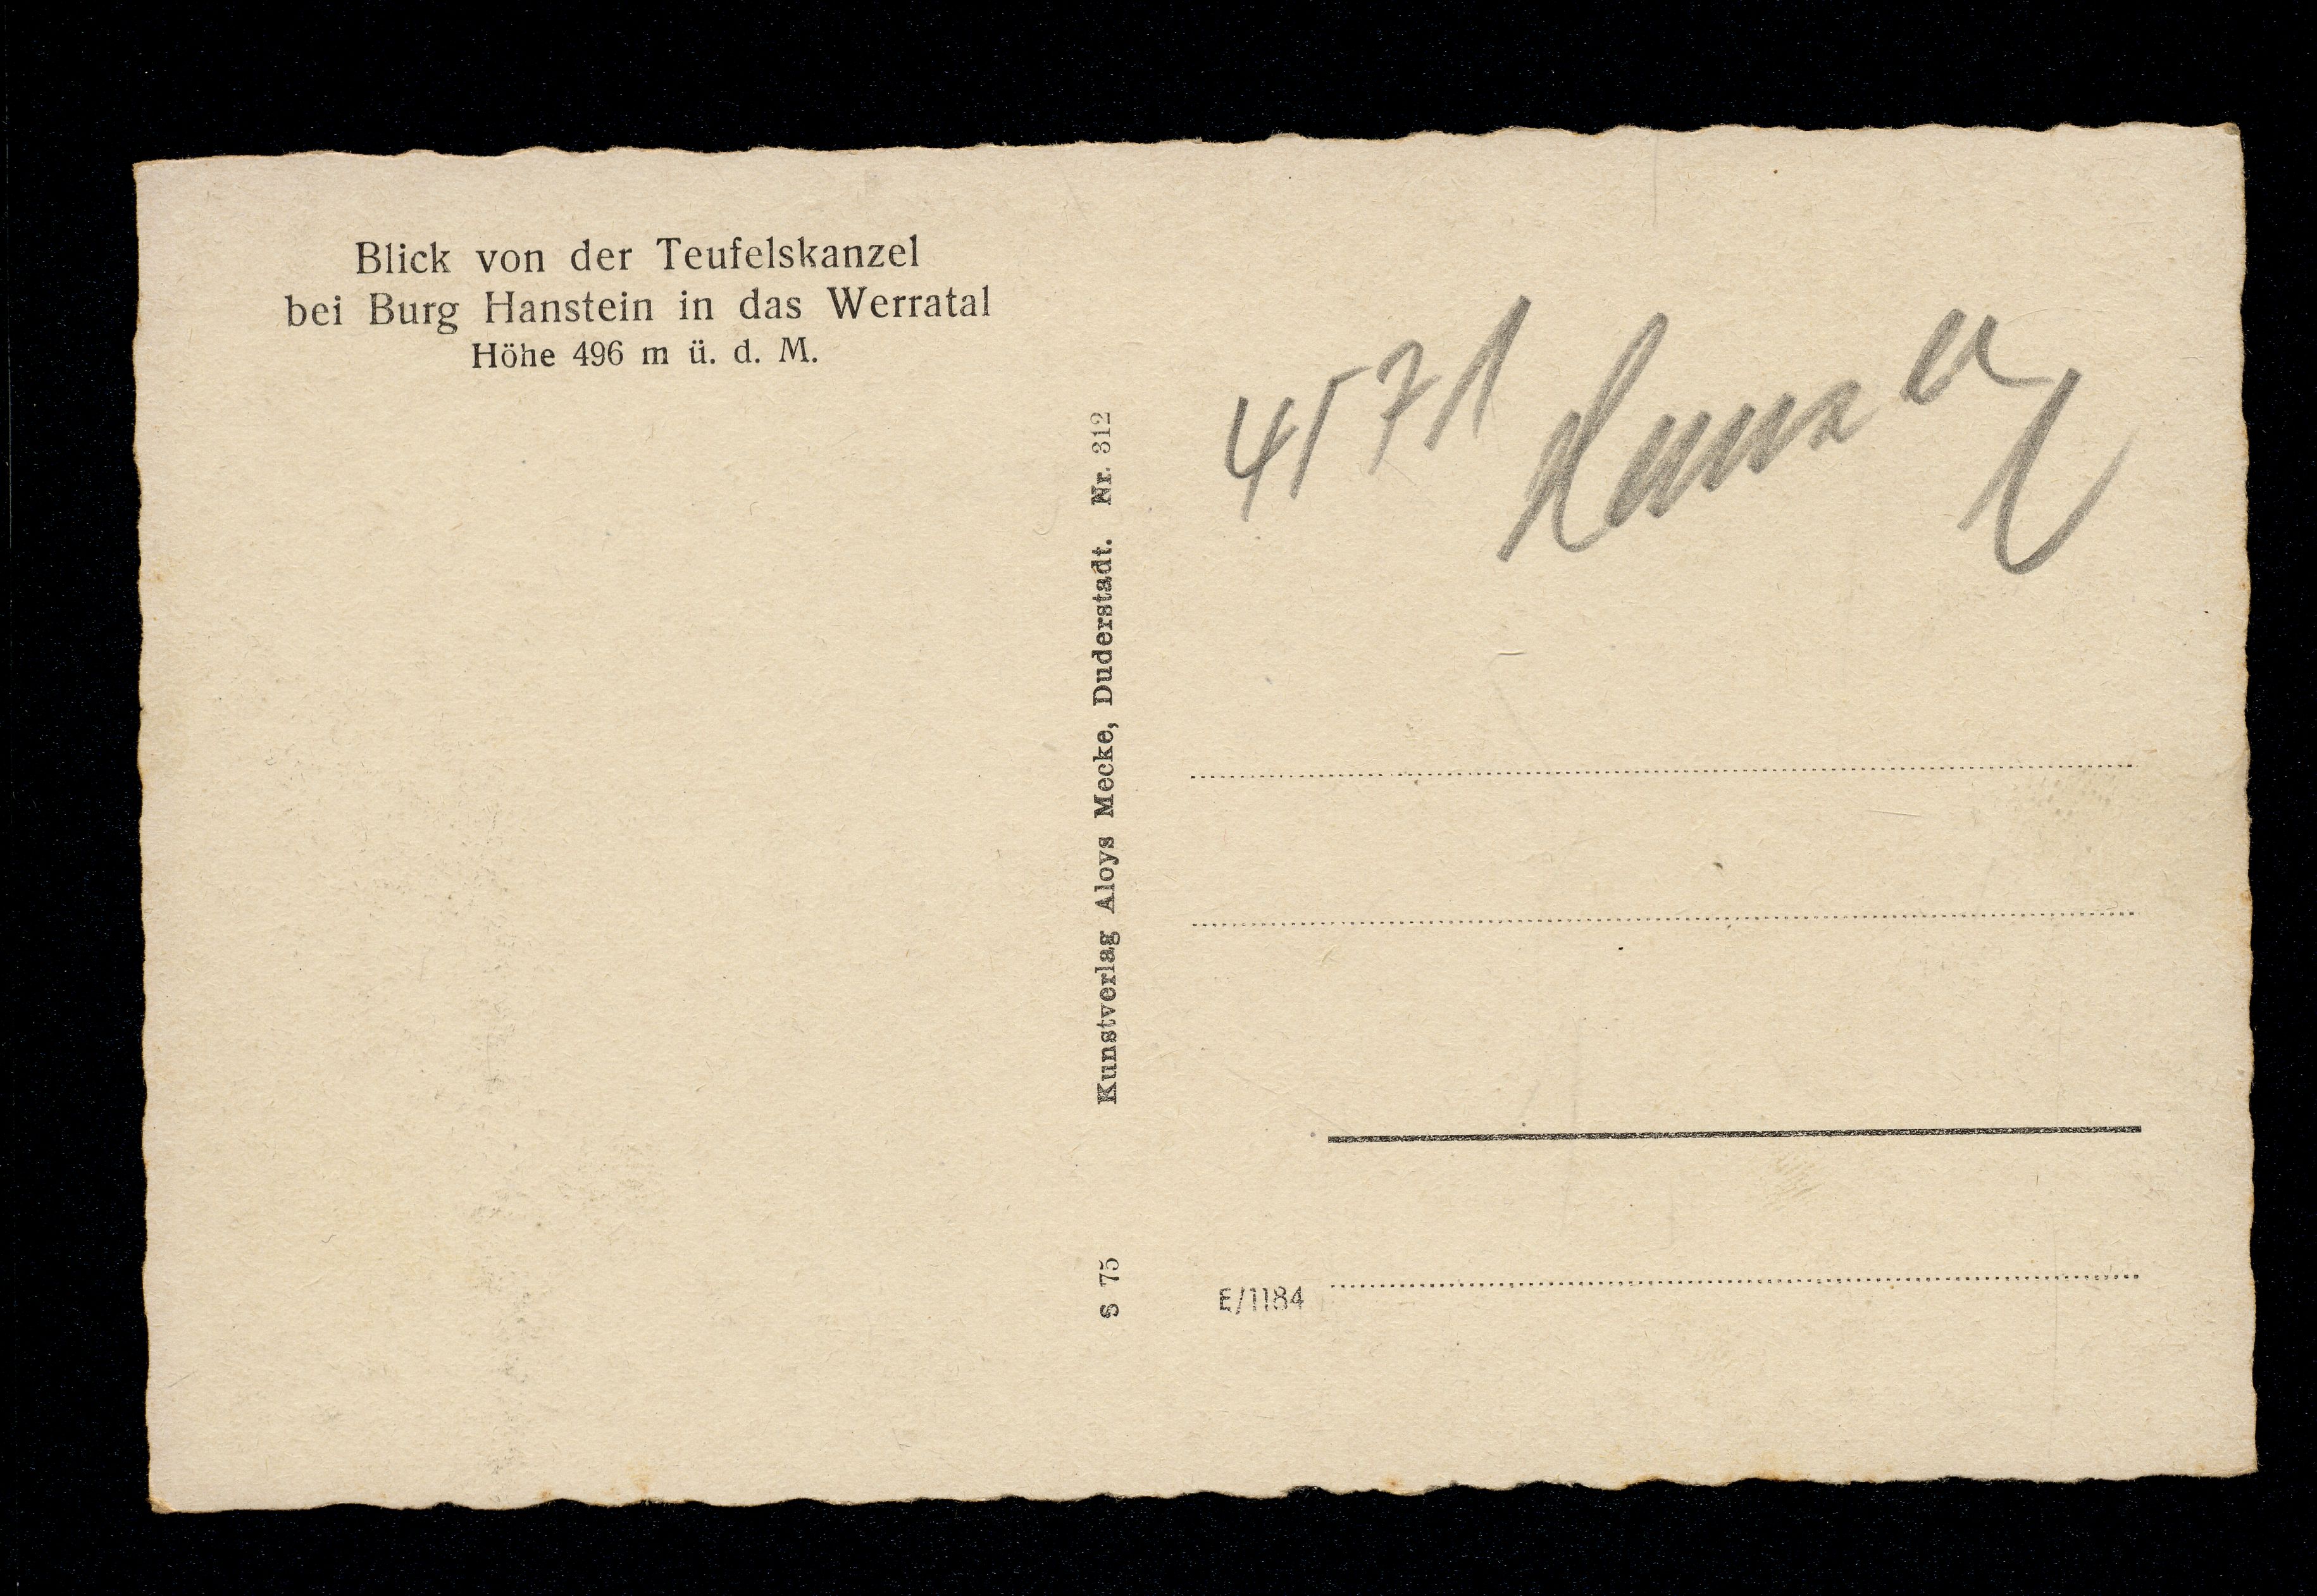 Blick von der Teufelskanzel
bei Burg Hanstein in das Werratal
Höhe 496 m ü. d. M.
Kunstverlag Aloys Mecke, Duderstadt. Nr. 312
S 75
4571
E/1184